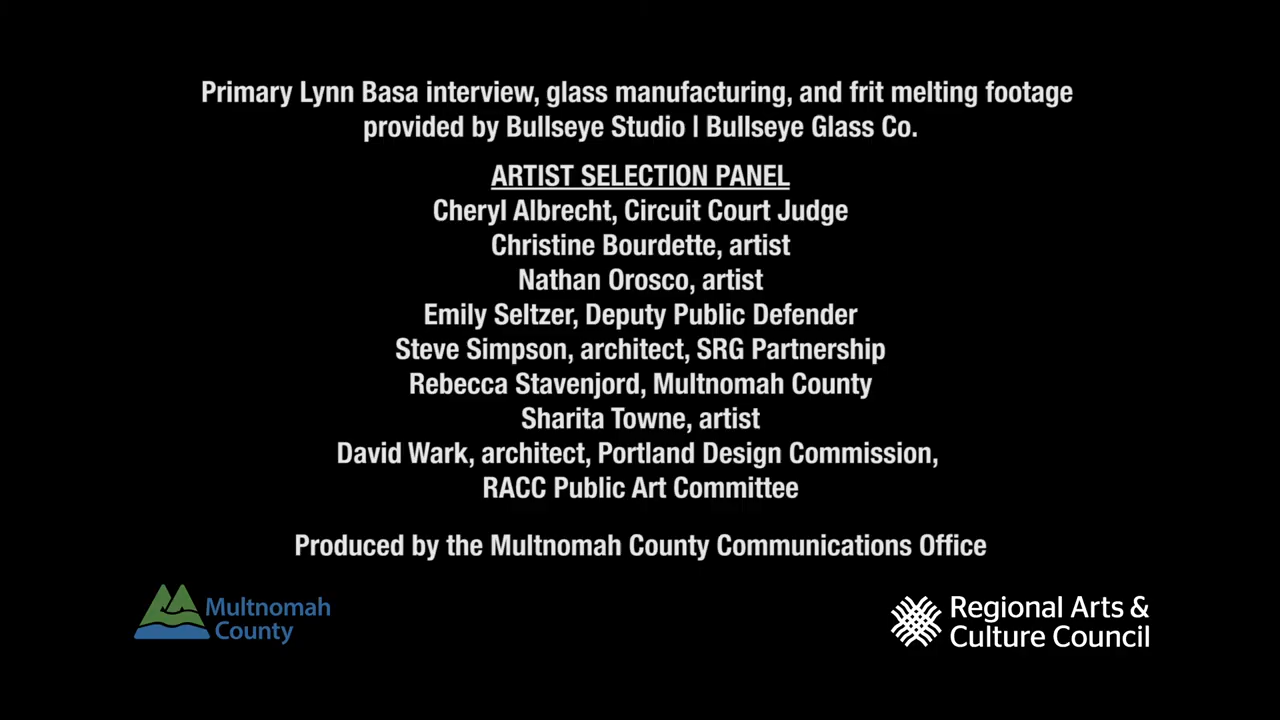 Primary Lynn Basa interview, glass manufacturing, and frit melting footage
provided by Bullseye Studio | Bullseye Glass Co.
ARTIST SELECTION PANEL
Cheryl Albrecht, Circuit Court Judge
Christine Bourdette, artist
Nathan Orosco, artist
Emily Seltzer, Deputy Public Defender
Steve Simpson, architect, SRG Partnership
Rebecca Stavenjord, Multnomah County
Sharita Towne, artist
David Wark, architect, Portland Design Commission,
RACC Public Art Committee
Produced by the Multnomah County Communications Office
Multnomah
County
Regional Arts &
Culture Council